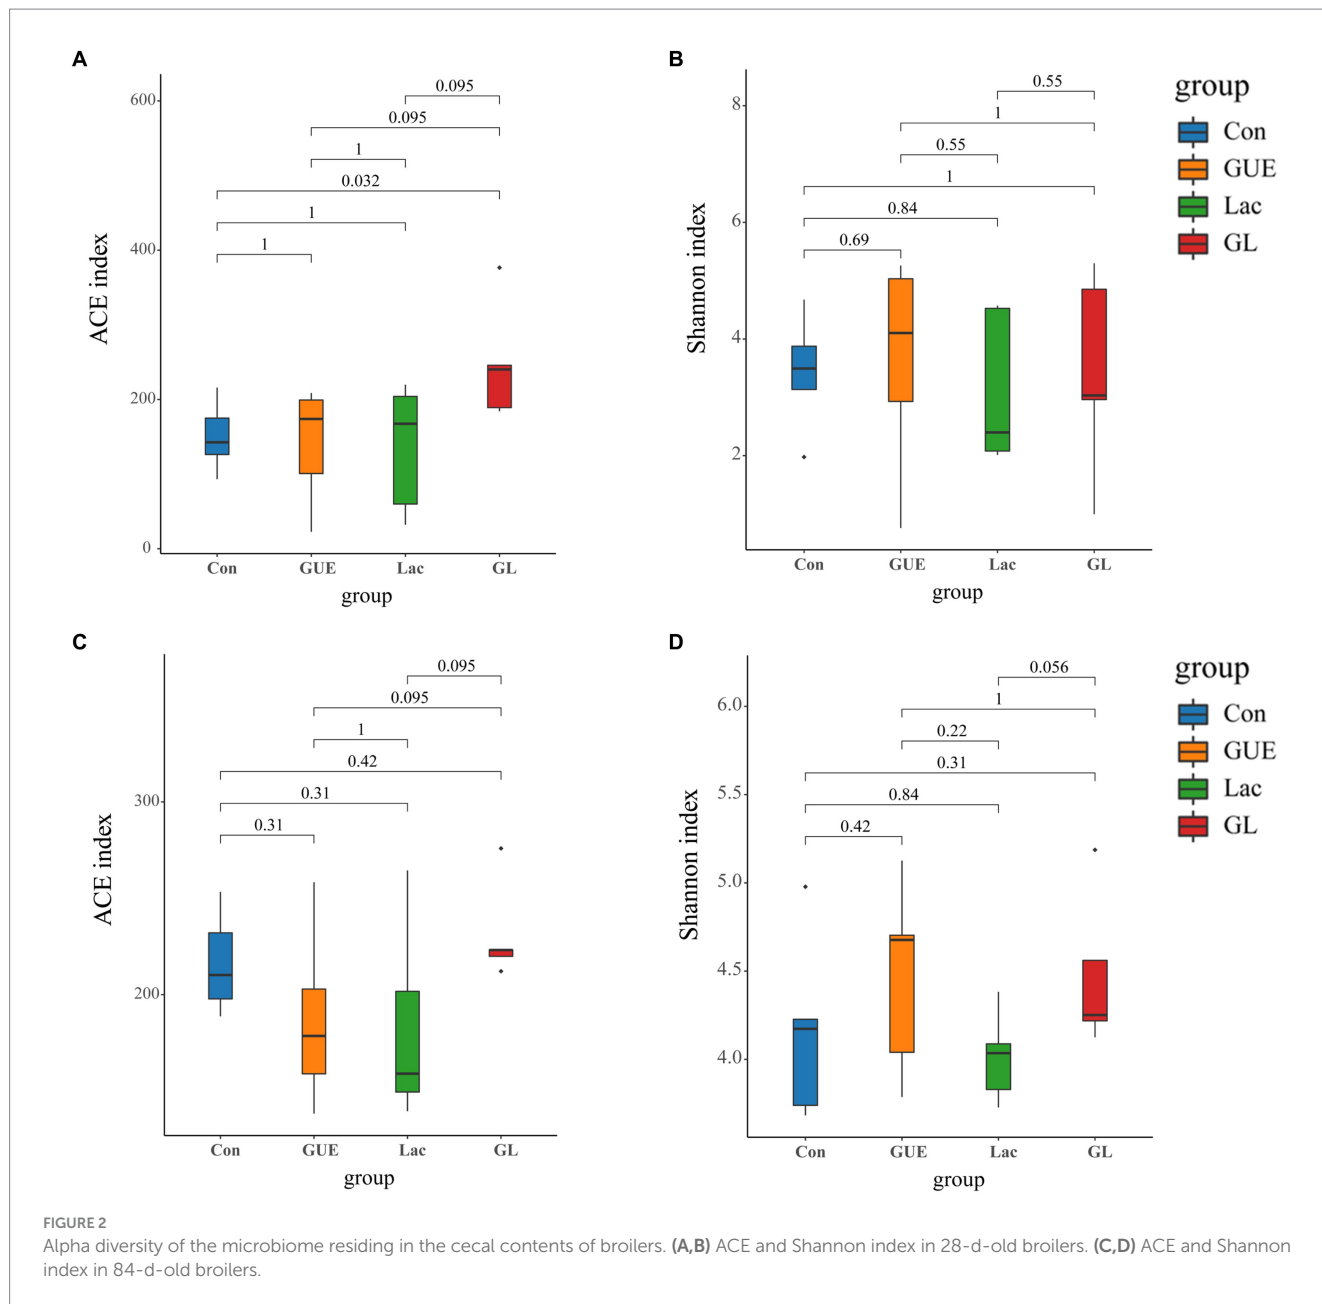 A
600
400
200
0
ACE index
0.095
0.095
1
0.032
1
1
Con GUE Lac GL
group
B
8
6
4
2
Shannon index
0.55
1
0.55
1
0.84
0.69
Con GUE Lac GL
group
group
Con
GUE
Lac
GL
C
300
200
ACE index
0.095
0.095
1
0.42
0.31
0.31
Con GUE Lac GL
group
D
6.0
5.5
5.0
4.5
4.0
Shannon index
0.056
1
0.22
0.31
0.84
0.42
Con GUE Lac GL
group
group
Con
GUE
Lac
GL
FIGURE 2
Alpha diversity of the microbiome residing in the cecal contents of broilers. (A,B) ACE and Shannon index in 28-d-old broilers. (C,D) ACE and Shannon
index in 84-d-old broilers.